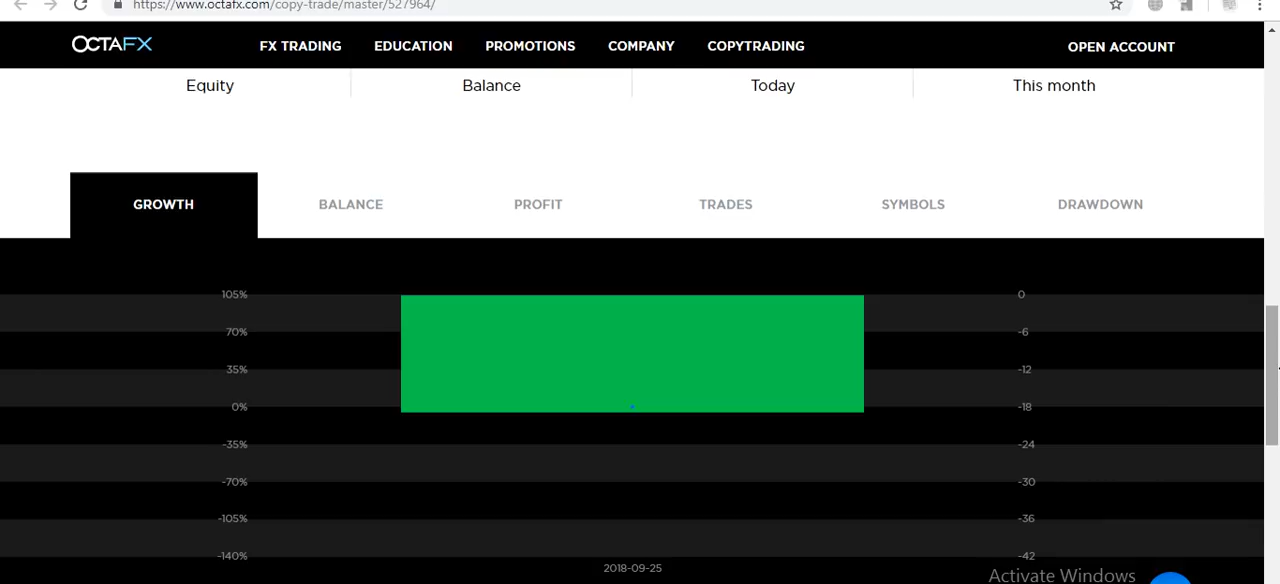 https://www.octafx.com/copy-trade/master/527964/
OCTAFX FX TRADING EDUCATION PROMOTIONS COMPANY COPYTRADING OPEN ACCOUNT
Equity Balance Today This month
GROWTH BALANCE PROFIT TRADES SYMBOLS DRAWDOWN
105% 0
70% -6
35% -12
0% -18
-35% -24
-70% -30
-105% -36
-140% -42
2018-09-25
Activate Windows